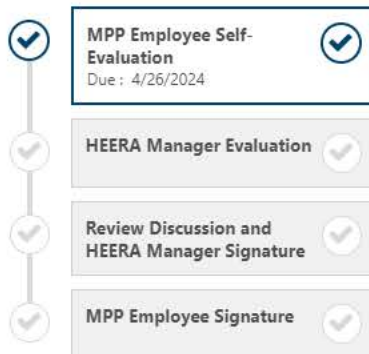 MPP Employee Self-
Evaluation
Due : 4/26/2024
HEERA Manager Evaluation
Review Discussion and
HEERA Manager Signature
MPP Employee Signature